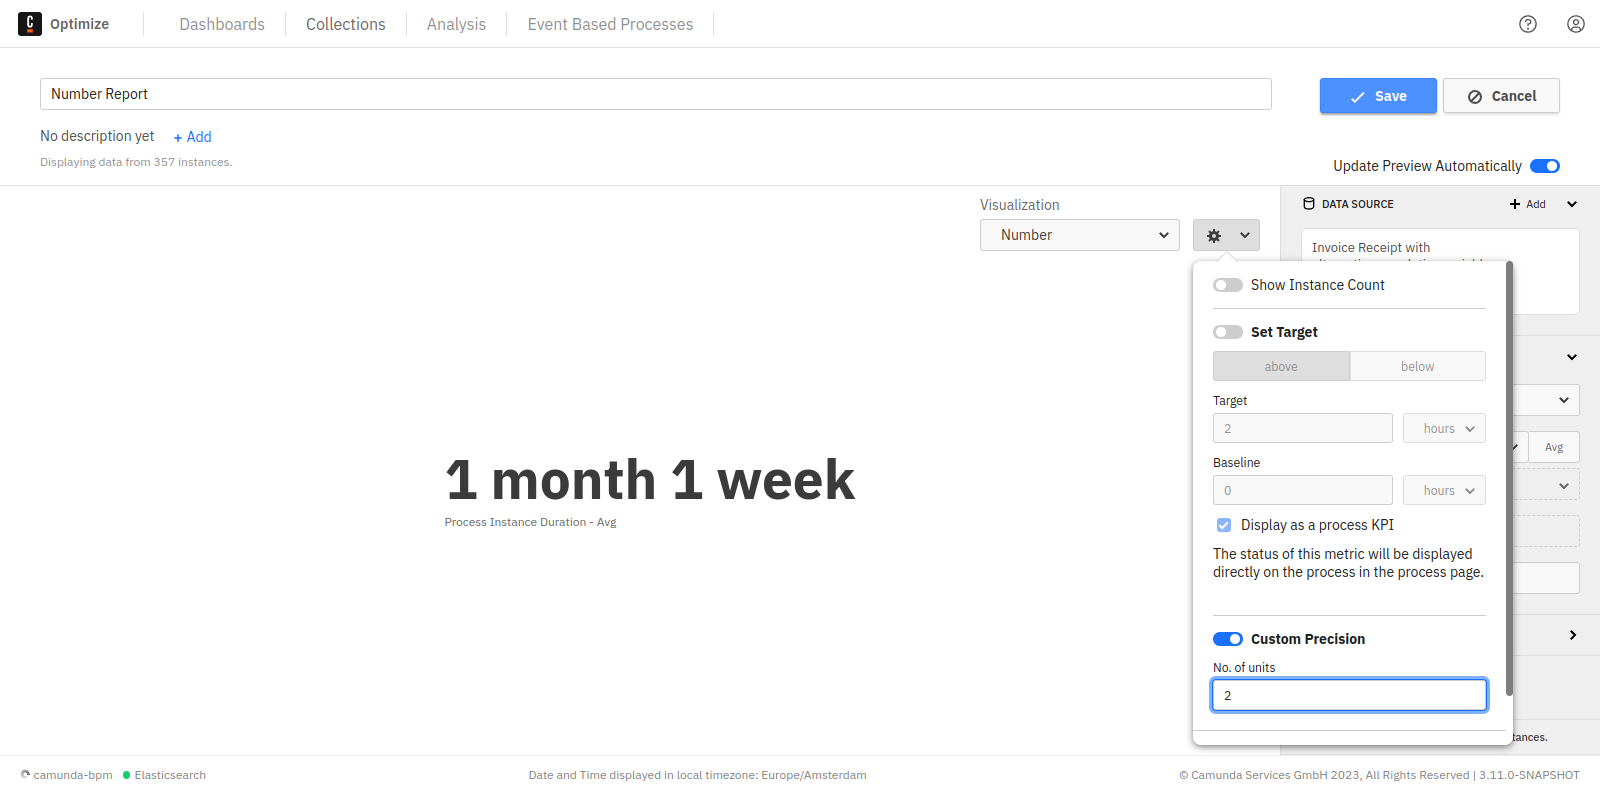 C Optimize Dashboards Collections Analysis Event Based Processes
Number Report
Save Cancel
No description yet + Add
Displaying data from 357 instances.
Update Preview Automatically
Visualization
Number
DATA SOURCE + Add
Invoice Receipt with
Show Instance Count
Set Target
above below
Target
2 hours
Avg
Baseline
0 hours
Display as a process KPI
The status of this metric will be displayed
directly on the process in the process page.
1 month 1 week
Process Instance Duration - Avg
Custom Precision
No. of units
2
tances.
camunda-bpm Elasticsearch
Date and Time displayed in local timezone: Europe/Amsterdam
© Camunda Services GmbH 2023, All Rights Reserved | 3.11.0-SNAPSHOT